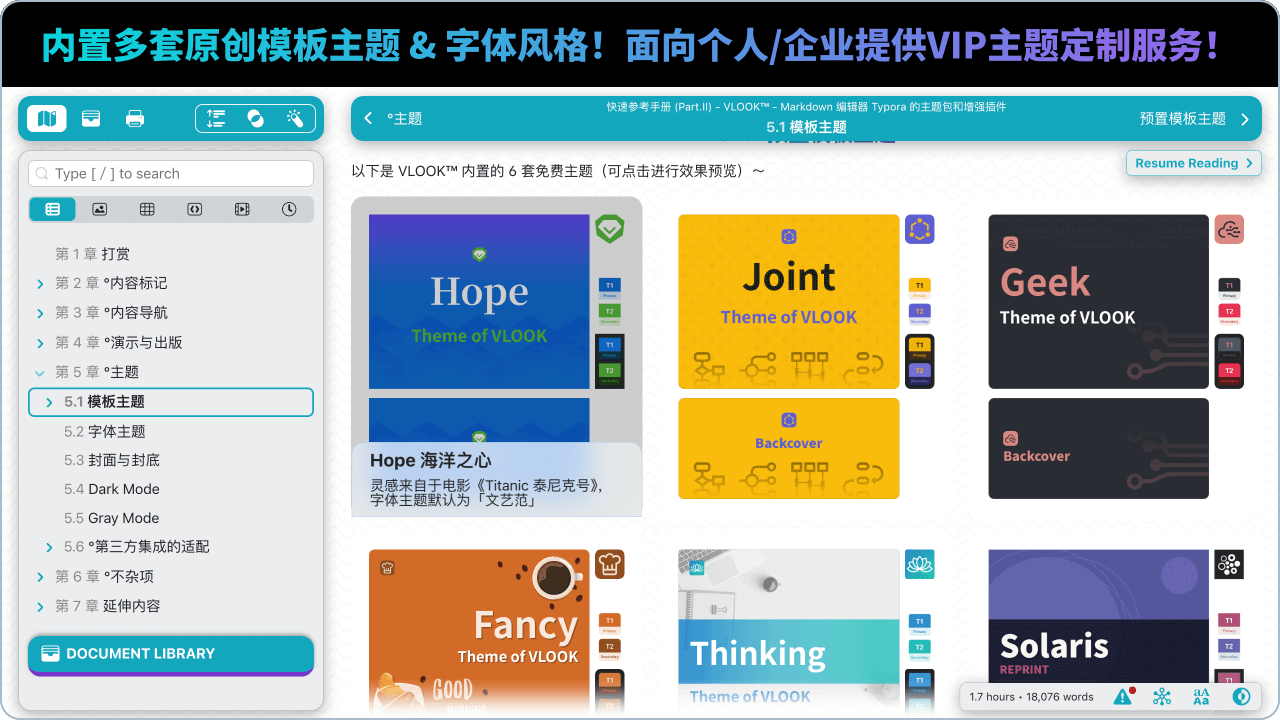 内置多套原创模板主题 & 字体风格！面向个人/企业提供VIP主题定制服务！
Type [ / ] to search
第 1 章 打赏
第 2 章 °内容标记
第 3 章 °内容导航
第 4 章 °演示与出版
第 5 章 °主题
5.1 模板主题
5.2 字体主题
5.3 封面与封底
5.4 Dark Mode
5.5 Gray Mode
5.6 °第三方集成的适配
第 6 章 °不杂项
第 7 章 延伸内容
DOCUMENT LIBRARY
°主题
快速参考手册 (Part.II) - VLOOK™ - Markdown 编辑器 Typora 的主题包和增强插件
5.1 模板主题
预置模板主题
Resume Reading
以下是 VLOOK™ 内置的 6 套免费主题（可点击进行效果预览）～
Hope
Theme of VLOOK
T1
Primary
T2
Secondary
T1
T2
Hope 海洋之心
灵感来自于电影《Titanic 泰尼克号》，
字体主题默认为「文艺范」
Joint
Theme of VLOOK
T1
Primary
T2
Secondary
T1
T2
Backcover
Geek
Theme of VLOOK
T1
Primary
T2
Secondary
T1
T2
Backcover
Fancy
Theme of VLOOK
GOOD
T1
Primary
T2
Secondary
T1
Thinking
Theme of VLOOK
T1
Primary
T2
Secondary
T1
Solaris
REPRINT
T1
Primary
T2
Secondary
T1
1.7 hours • 18,076 words
aA
Aa